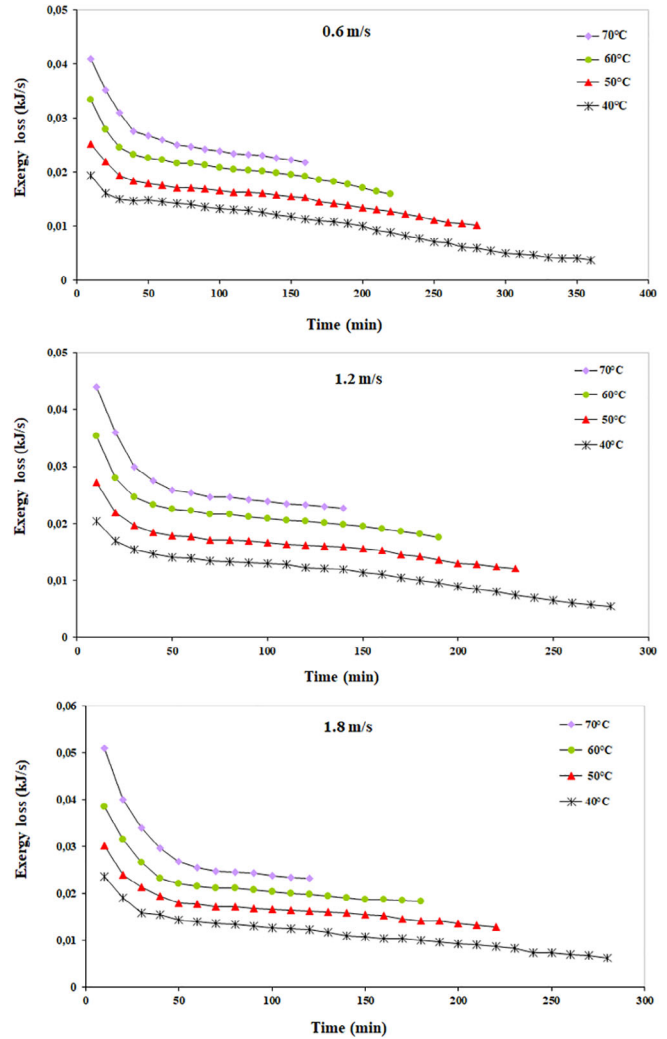 0,05
0.6 m/s
70°C
0,04
60°C
50°C
0,03
40°C
Exergy loss (kJ/s)
0,02
0,01
0
0 50 100 150 200 250 300 350 400
Time (min)
0,05
1.2 m/s
70°C
0,04
60°C
50°C
0,03
40°C
Exergy loss (kJ/s)
0,02
0,01
0
0 50 100 150 200 250 300
Time (min)
0,06
1.8 m/s
70°C
0,05
60°C
50°C
0,04
40°C
Exergy loss (kJ/s)
0,03
0,02
0,01
0
0 50 100 150 200 250 300
Time (min)